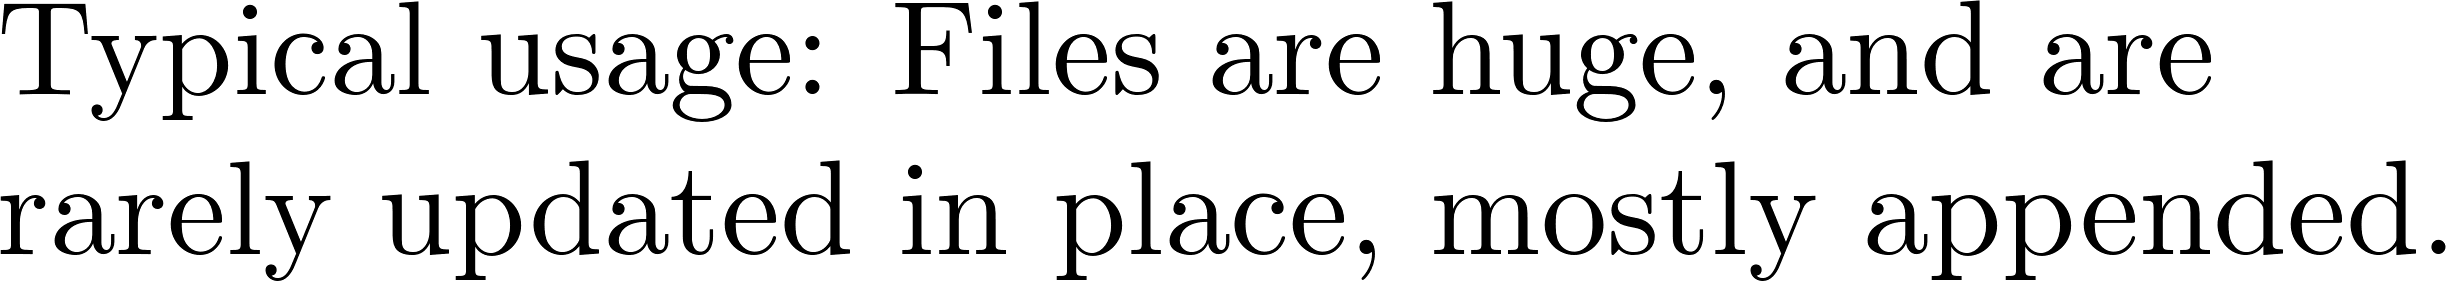 Typical usage: Files are huge, and are
rarely updated in place, mostly appended.